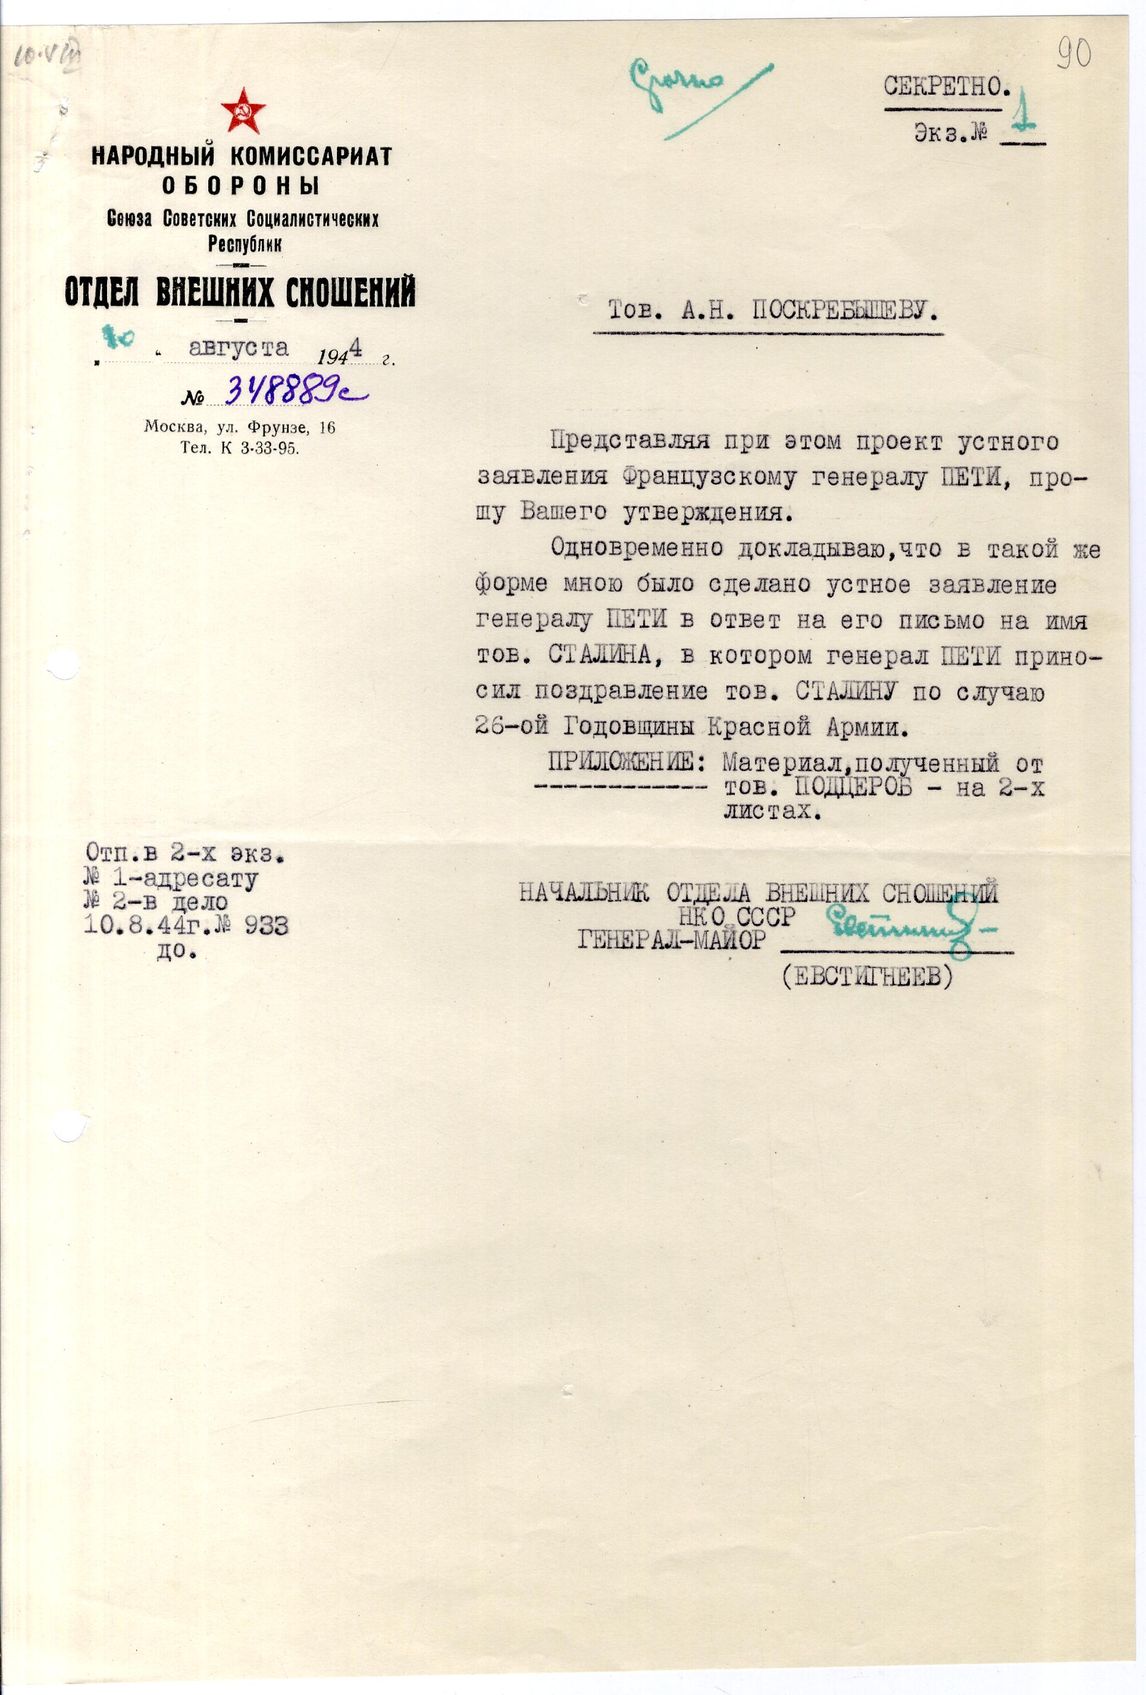 10.VIII
90
Срочно
СЕКРЕТНО.
Экз.№ 1
НАРОДНЫЙ КОМИССАРИАТ
ОБОРОНЫ
Союза Советских Социалистических
Республик
ОТДЕЛ ВНЕШНИХ СНОШЕНИЙ
„10“ августа 1944 г.
№ 348889с
Москва, ул. Фрунзе, 16
Тел. К 3-33-95.
Тов. А.Н. ПОСКРЕБЫШЕВУ.
Представляя при этом проект устного
заявления Французскому генералу ПЕТИ, про-
шу Вашего утверждения.
Одновременно докладываю,что в такой же
форме мною было сделано устное заявление
генералу ПЕТИ в ответ на его письмо на имя
тов. СТАЛИНА, в котором генерал ПЕТИ прино-
сил поздравление тов. СТАЛИНУ по случаю
26-ой Годовщины Красной Армии.
ПРИЛОЖЕНИЕ: Материал,полученный от
----------- тов. ПОДЦЕРОБ - на 2-х
листах.
Отп.в 2-х экз.
№ 1-адресату
№ 2-в дело
10.8.44г.№ 933
до.
НАЧАЛЬНИК ОТДЕЛА ВНЕШНИХ СНОШЕНИЙ
НКО СССР
ГЕНЕРАЛ-МАЙОР Евстигнеев
(ЕВСТИГНЕЕВ)